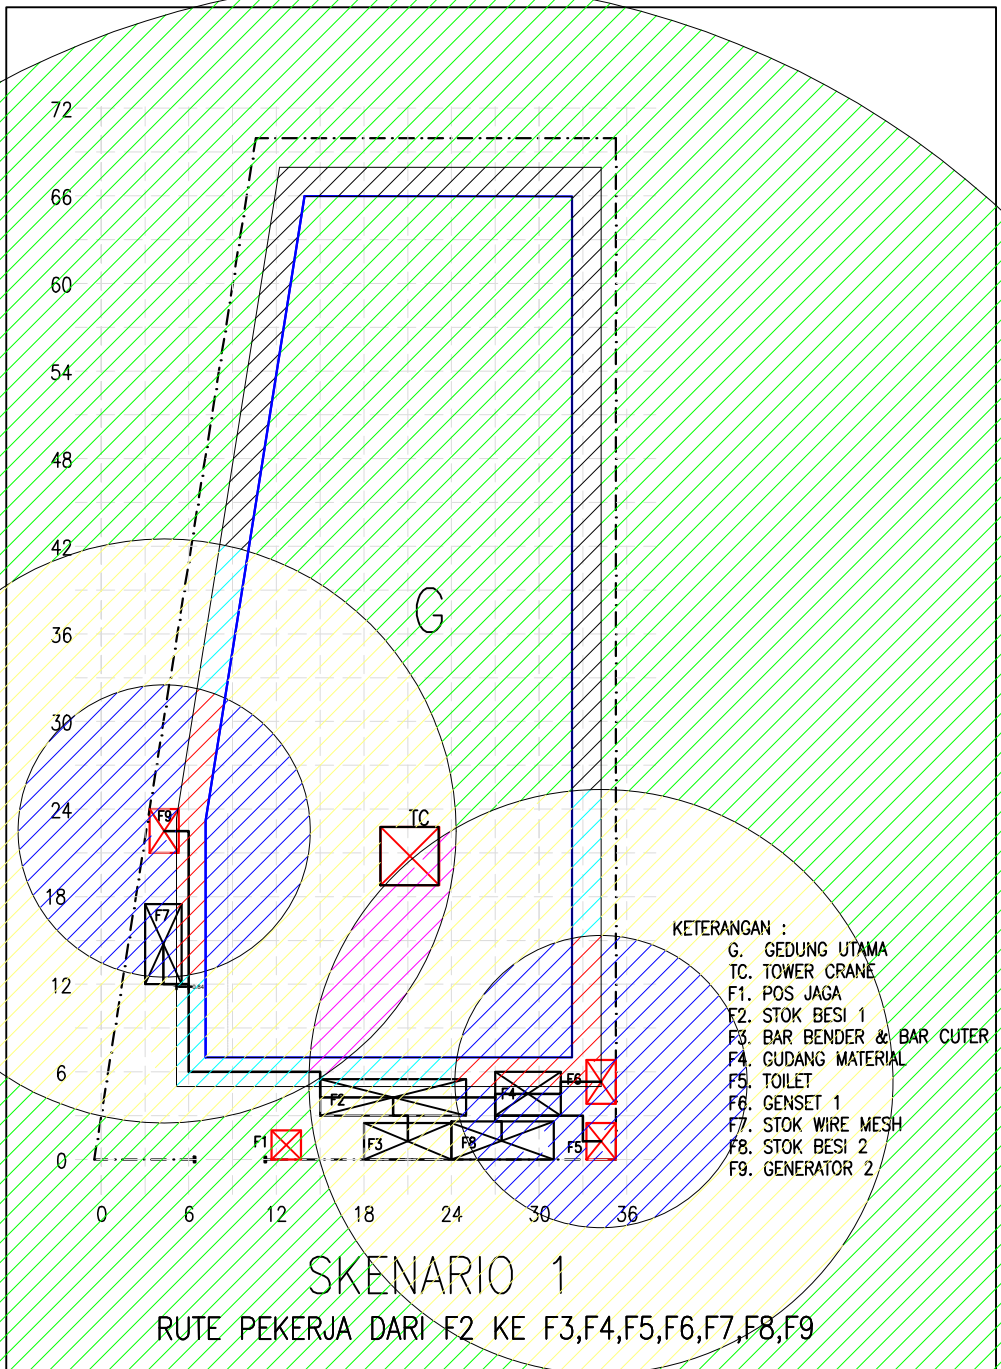 72
66
60
54
48
42
36
30
24
18
12
6
0
G
TC
F9
F7
F2
F4
F6
F1
F3
F8
F5
KETERANGAN :
G. GEDUNG UTAMA
TC. TOWER CRANE
F1. POS JAGA
F2. STOK BESI 1
F3. BAR BENDER & BAR CUTER
F4. GUDANG MATERIAL
F5. TOILET
F6. GENSET 1
F7. STOK WIRE MESH
F8. STOK BESI 2
F9. GENERATOR 2
0 6 12 18 24 30 36
SKENARIO 1
RUTE PEKERJA DARI F2 KE F3,F4,F5,F6,F7,F8,F9